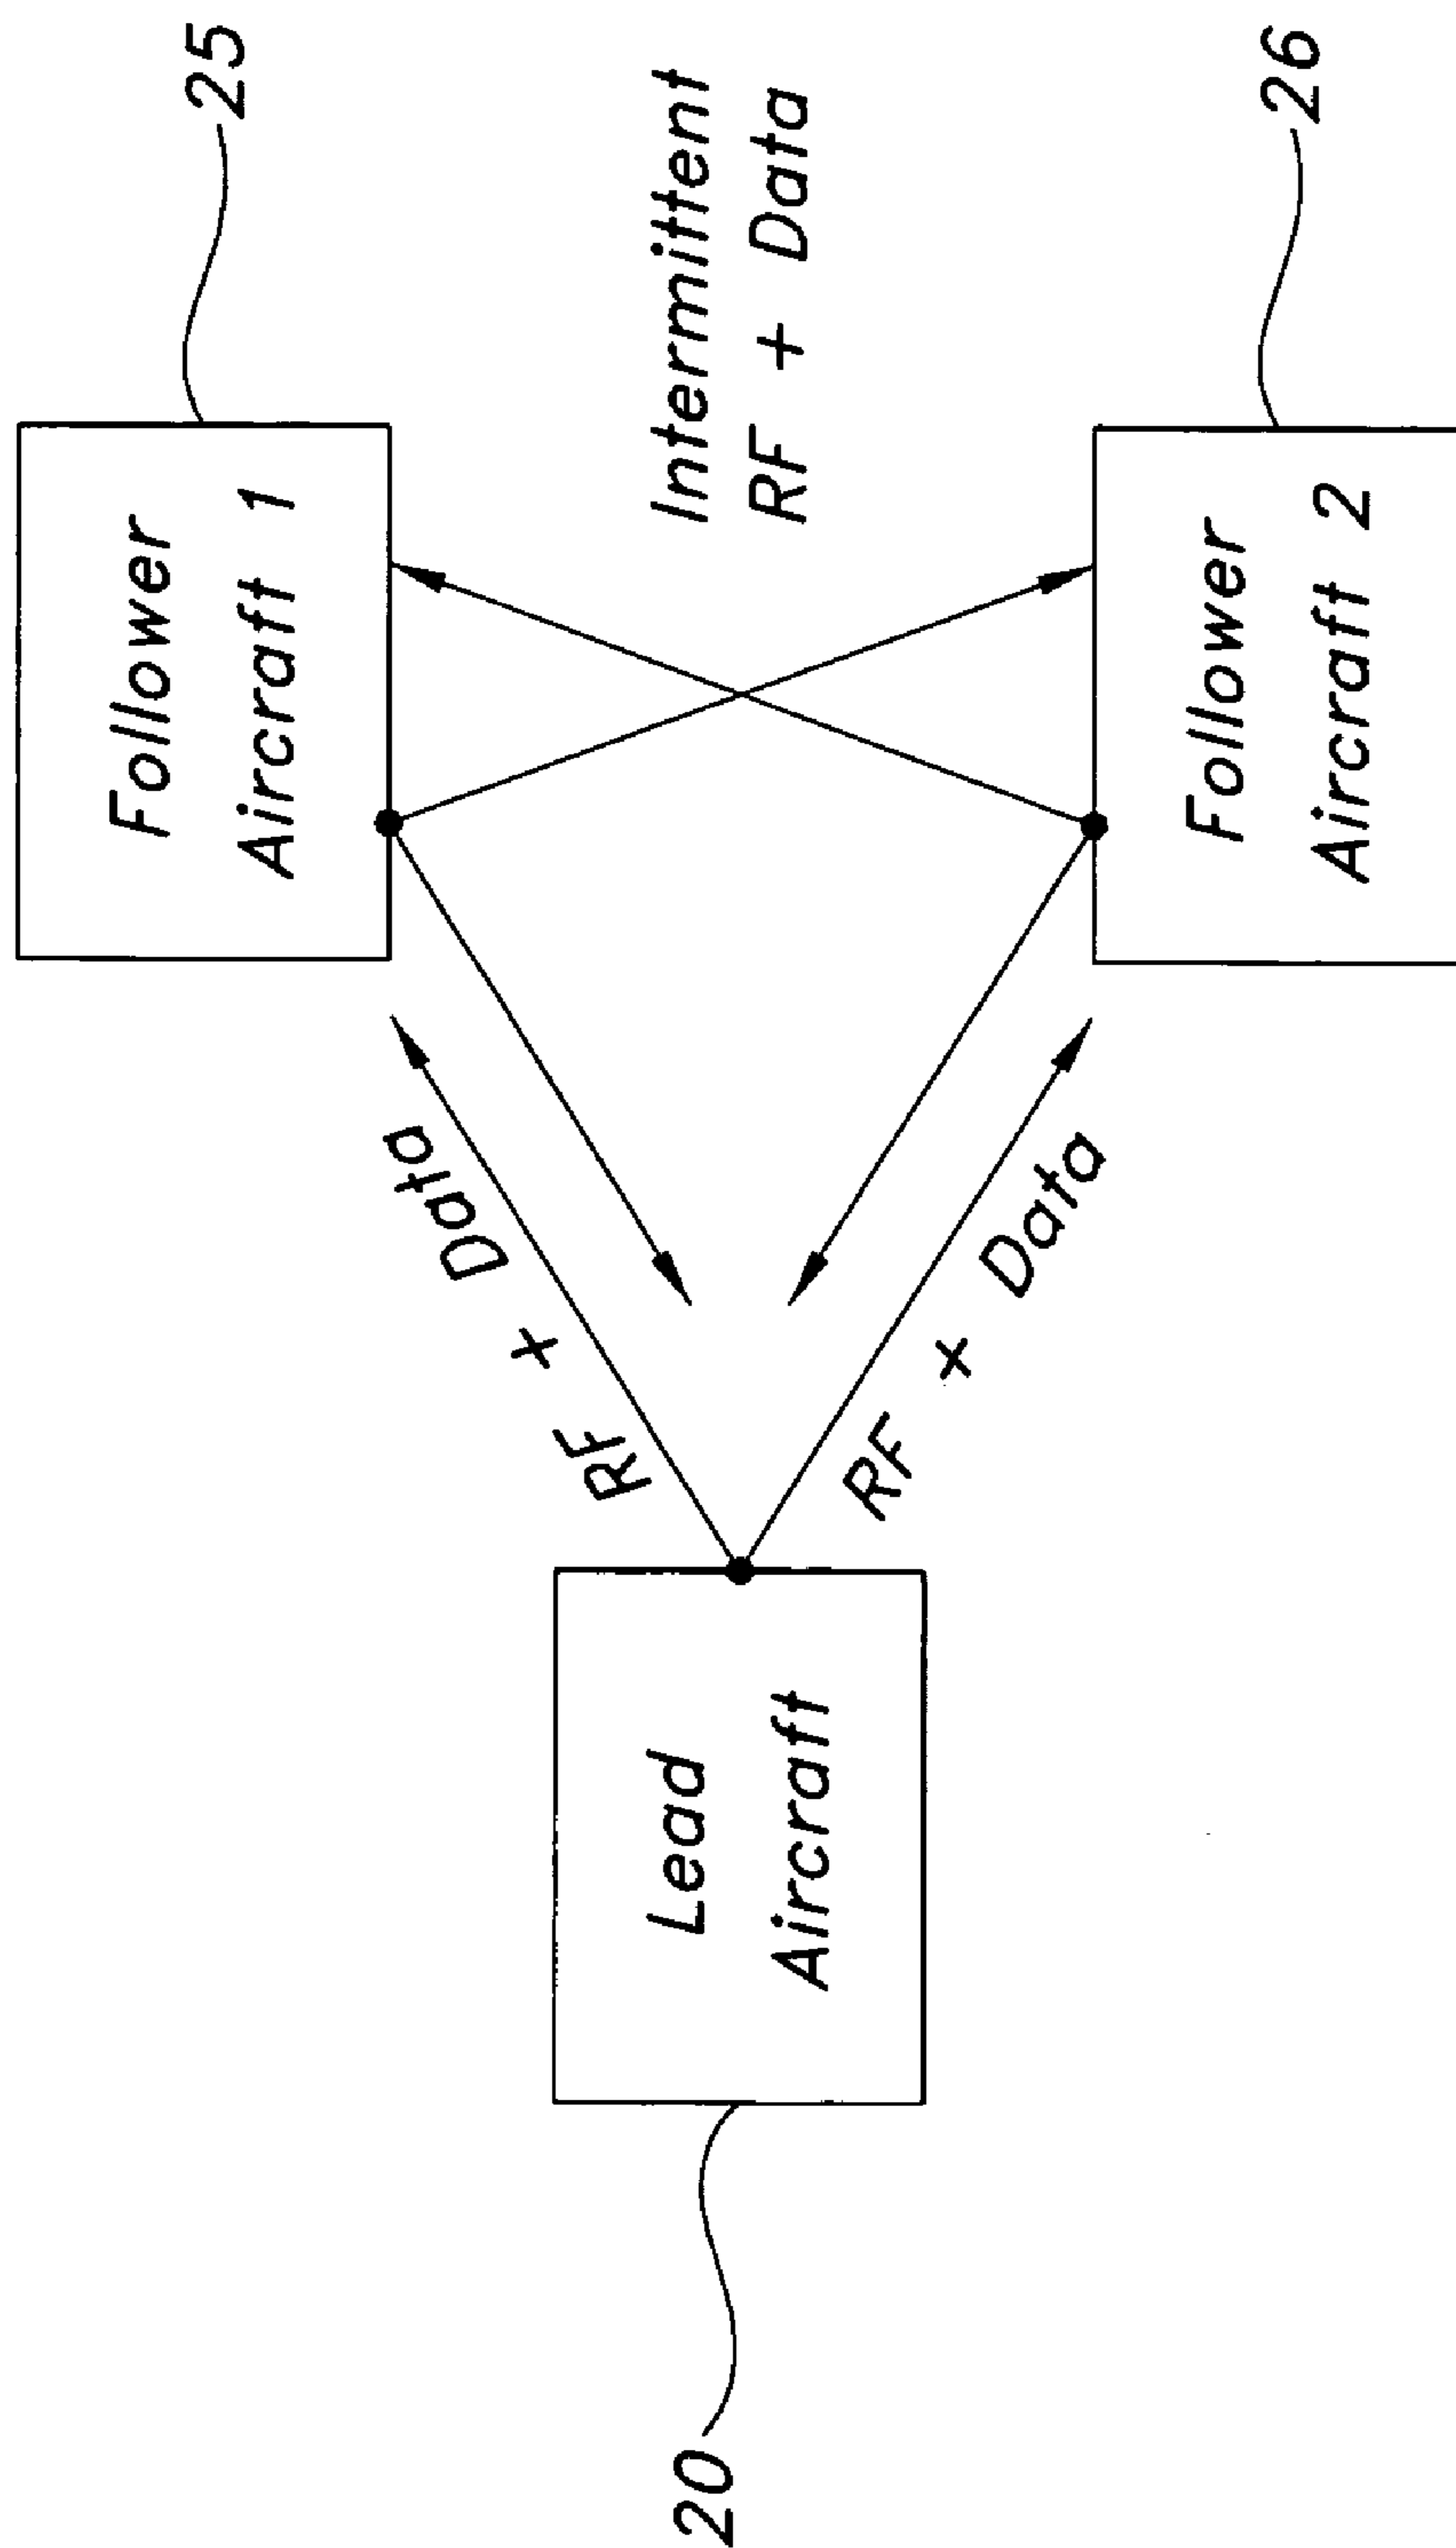 20
Lead
Aircraft
RF + Data
RF + Data
Follower
Aircraft 1
25
Intermittent
RF + Data
Follower
Aircraft 2
26